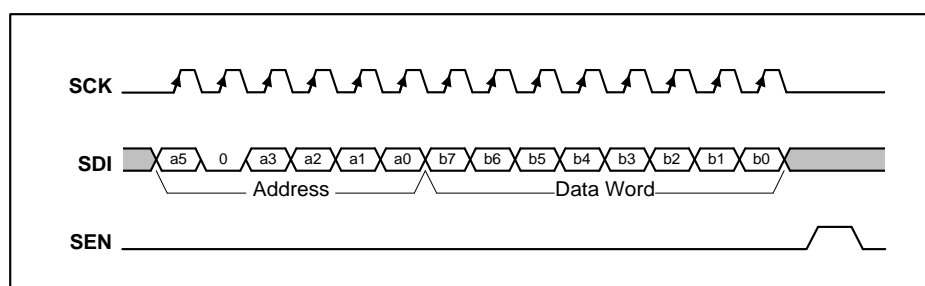 SCK
SDI a5 0 a3 a2 a1 a0 b7 b6 b5 b4 b3 b2 b1 b0
Address Data Word
SEN